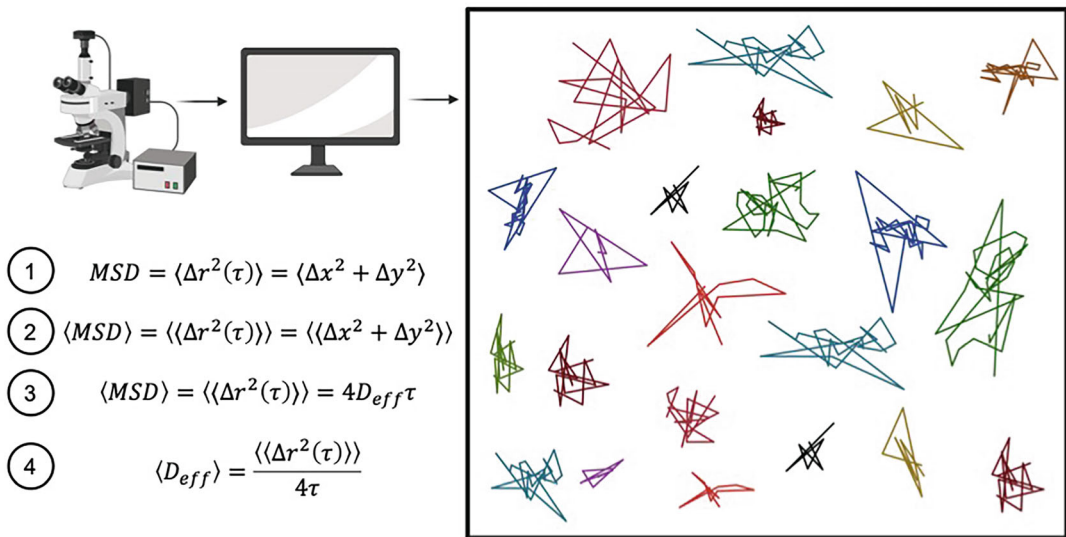 1 MSD = ⟨Δr²(τ)⟩ = ⟨Δx² + Δy²⟩
2 ⟨MSD⟩ = ⟨⟨Δr²(τ)⟩⟩ = ⟨⟨Δx² + Δy²⟩⟩
3 ⟨MSD⟩ = ⟨⟨Δr²(τ)⟩⟩ = 4D_eff τ
4 ⟨D_eff⟩ = ⟨⟨Δr²(τ)⟩⟩ / 4τ